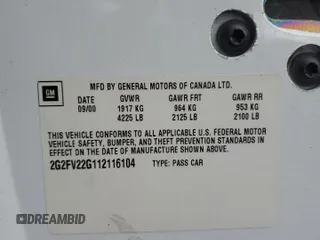 GM
MFD BY GENERAL MOTORS OF CANADA LTD.
DATE GVWR GAWR FRT GAWR RR
09/00 1917 KG 964 KG 953 KG
4225 LB 2125 LB 2100 LB
THIS VEHICLE CONFORMS TO ALL APPLICABLE U.S. FEDERAL MOTOR
VEHICLE SAFETY, BUMPER, AND THEFT PREVENTION STANDARDS
IN EFFECT ON THE DATE OF MANUFACTURE SHOWN ABOVE.
2G2FV22G112116104 TYPE: PASS CAR
DREAMBID